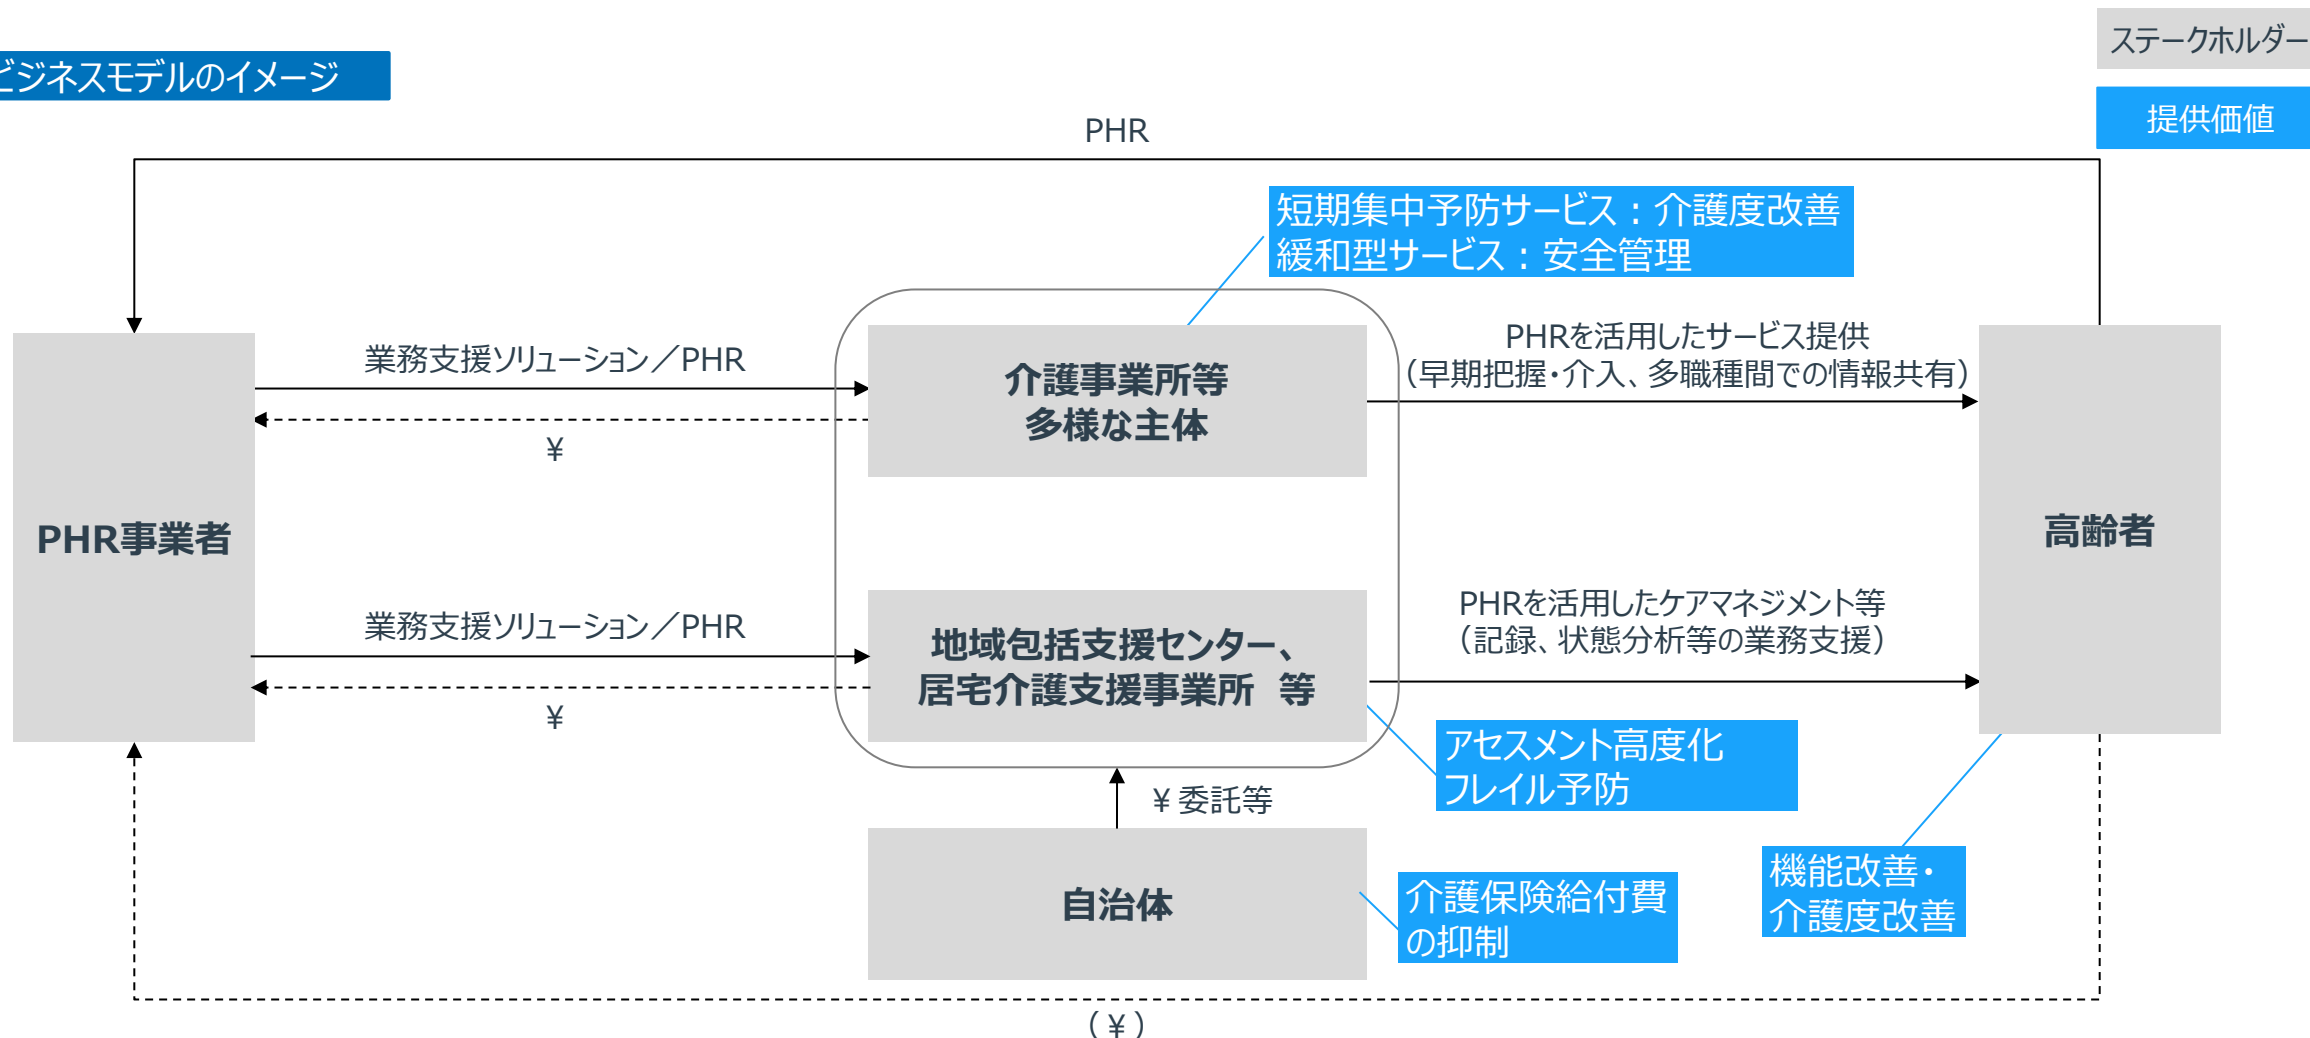 ビジネスモデルのイメージ
ステークホルダー
提供価値
PHR
短期集中予防サービス：介護度改善
緩和型サービス：安全管理
業務支援ソリューション／PHR
¥
介護事業所等
多様な主体
PHRを活用したサービス提供
（早期把握・介入、多職種間での情報共有）
PHR事業者
高齢者
業務支援ソリューション／PHR
¥
地域包括支援センター、
居宅介護支援事業所　等
PHRを活用したケアマネジメント等
（記録、状態分析等の業務支援）
アセスメント高度化
フレイル予防
¥ 委託等
自治体
介護保険給付費
の抑制
機能改善・
介護度改善
（¥）